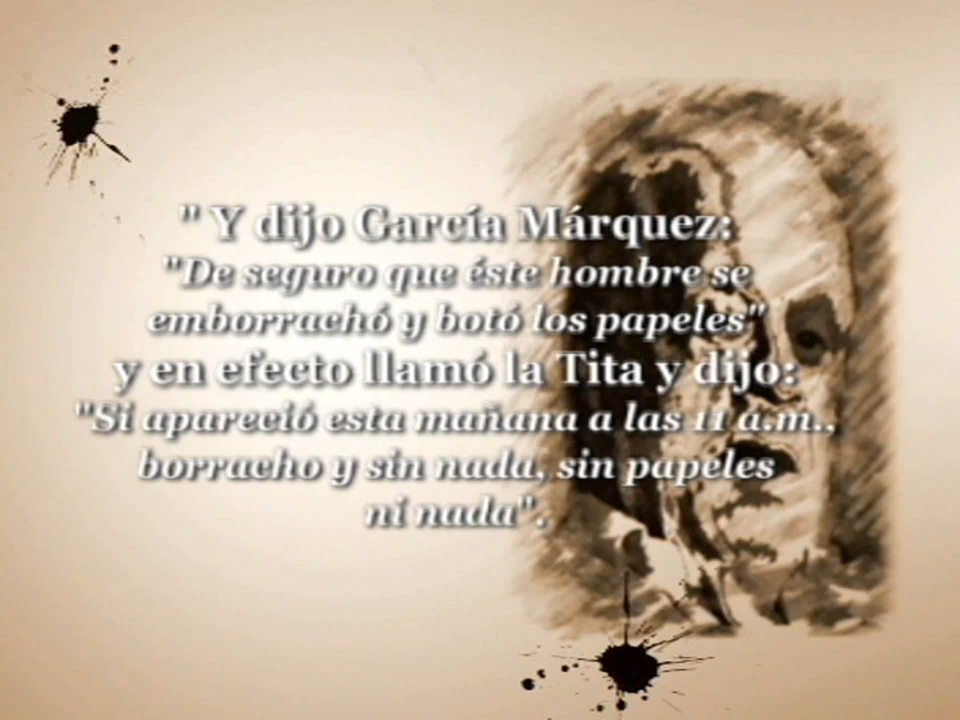 " Y dijo García Márquez:
"De seguro que éste hombre se
emborrachó y botó los papeles"
y en efecto llamó la Tita y dijo:
"Si apareció esta mañana a las 11 a.m.,
borracho y sin nada, sin papeles
ni nada".